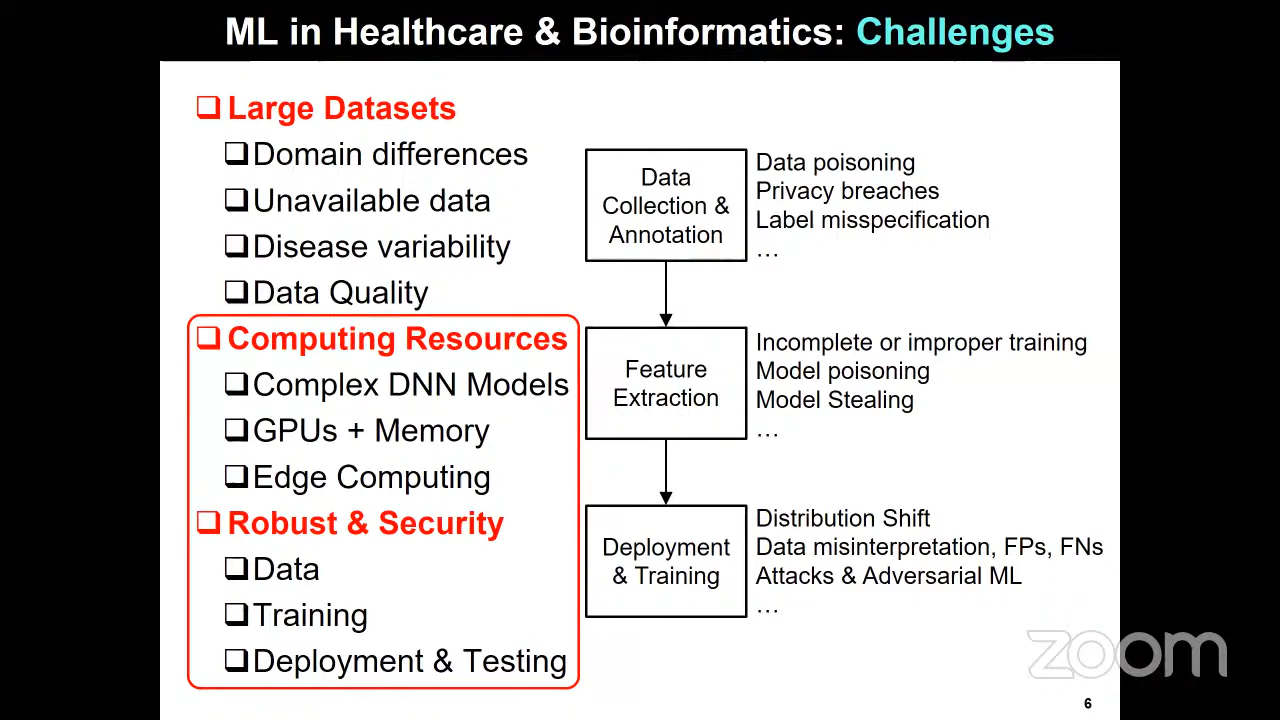 ML in Healthcare & Bioinformatics: Challenges
Large Datasets
Domain differences
Unavailable data
Disease variability
Data Quality
Computing Resources
Complex DNN Models
GPUs + Memory
Edge Computing
Robust & Security
Data
Training
Deployment & Testing
Data
Collection &
Annotation
Data poisoning
Privacy breaches
Label misspecification
…
Feature
Extraction
Incomplete or improper training
Model poisoning
Model Stealing
…
Deployment
& Training
Distribution Shift
Data misinterpretation, FPs, FNs
Attacks & Adversarial ML
…
zoom
6